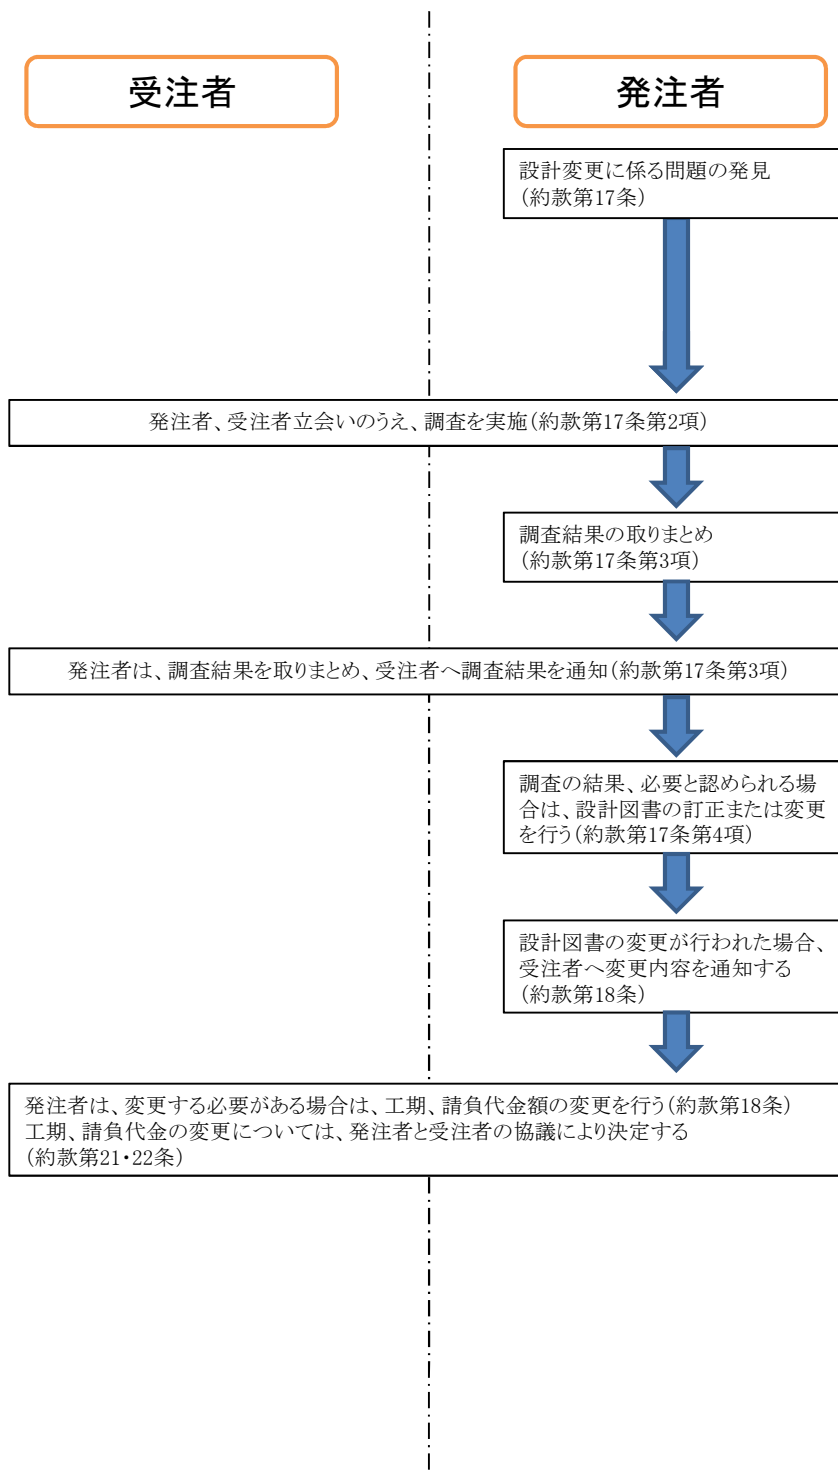 受注者
発注者
設計変更に係る問題の発見
(約款第17条)
発注者、受注者立会いのうえ、調査を実施(約款第17条第2項)
調査結果の取りまとめ
(約款第17条第3項)
発注者は、調査結果を取りまとめ、受注者へ調査結果を通知(約款第17条第3項)
調査の結果、必要と認められる場
合は、設計図書の訂正または変更
を行う(約款第17条第4項)
設計図書の変更が行われた場合、
受注者へ変更内容を通知する
(約款第18条)
発注者は、変更する必要がある場合は、工期、請負代金額の変更を行う(約款第18条)
工期、請負代金の変更については、発注者と受注者の協議により決定する
(約款第21・22条)